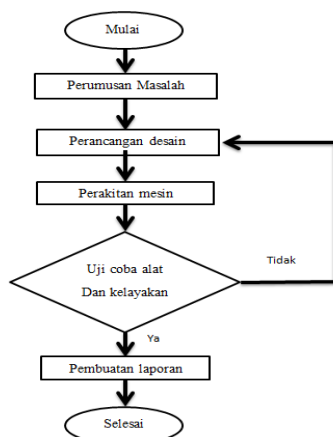 Mulai
Perumusan Masalah
Perancangan desain
Perakitan mesin
Uji coba alat
Dan kelayakan
Tidak
Ya
Pembuatan laporan
Selesai